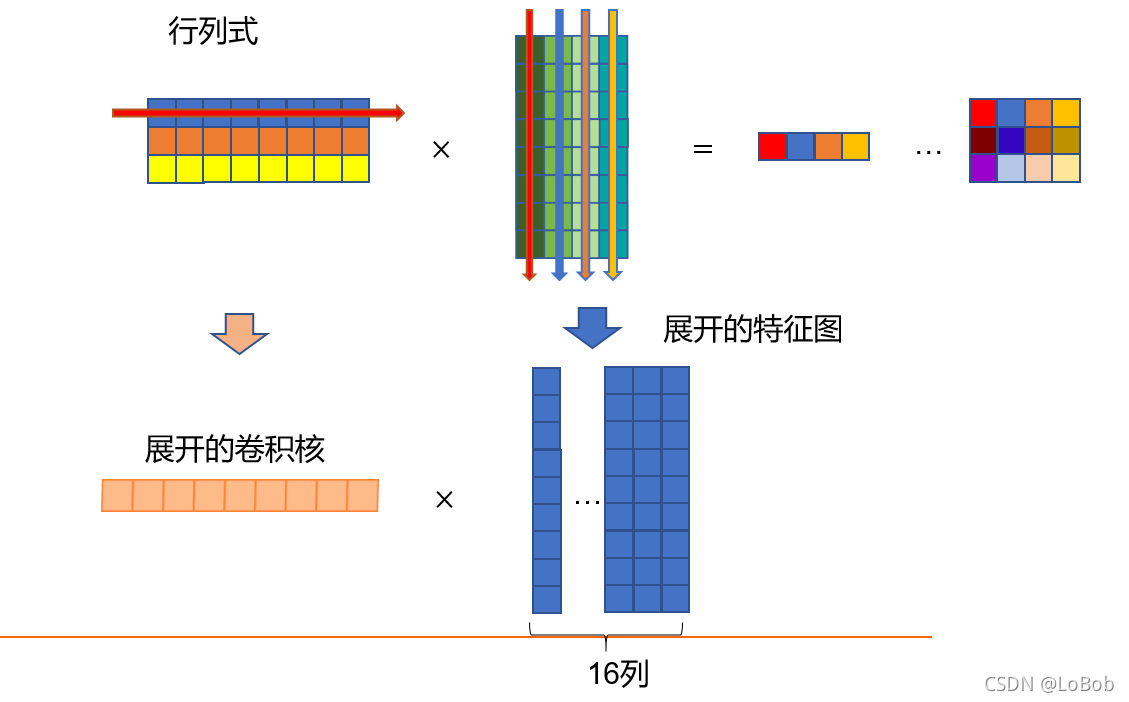 行列式
×
=
...
展开的特征图
展开的卷积核
×
...
16列
CSDN @LoBob